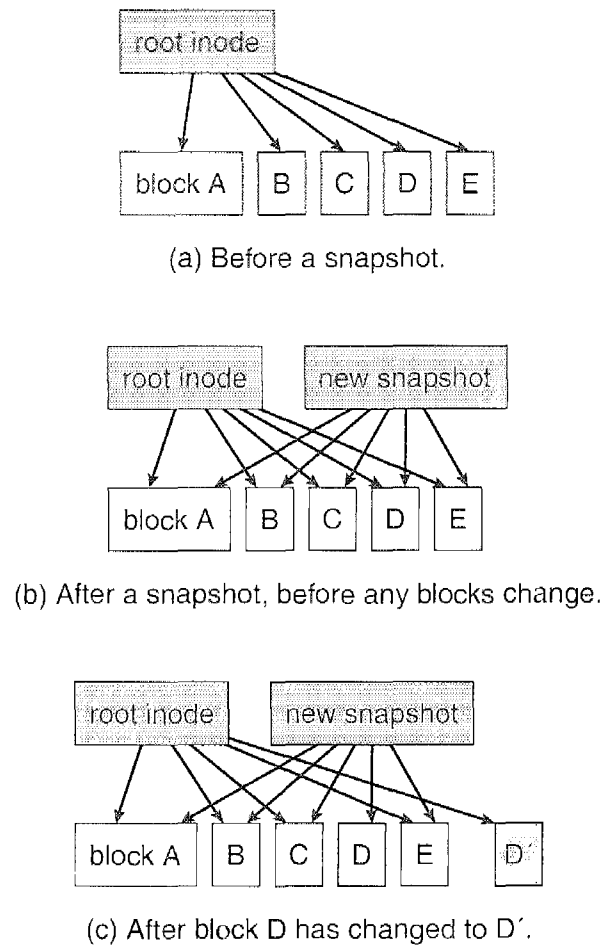 root inode
block A B C D E
(a) Before a snapshot.
root inode new snapshot
block A B C D E
(b) After a snapshot, before any blocks change.
root inode new snapshot
block A B C D E D´
(c) After block D has changed to D´.